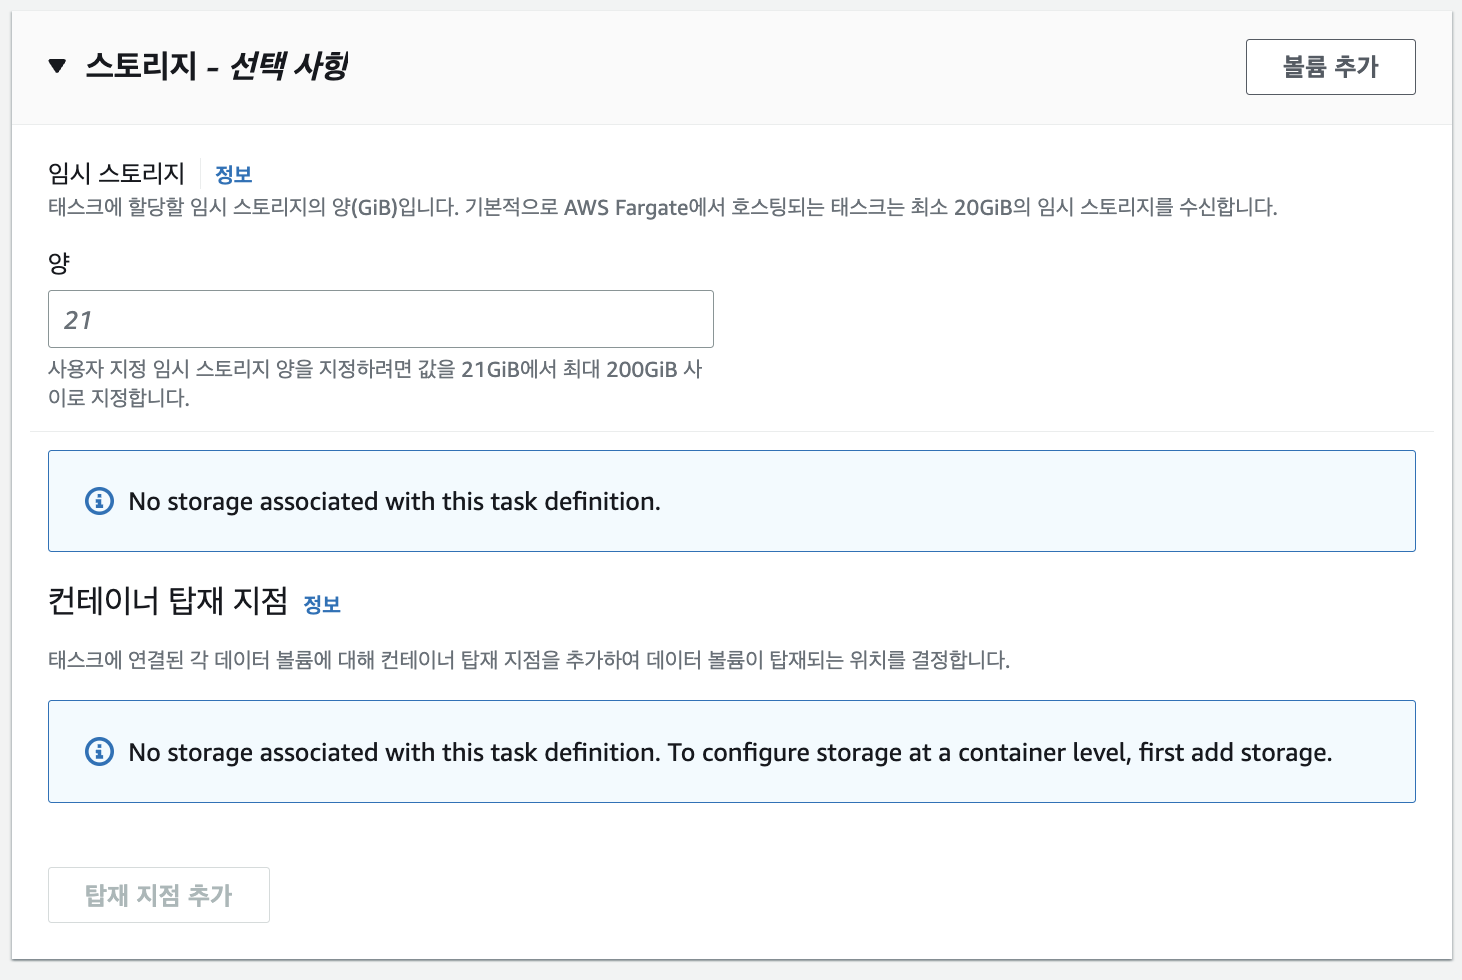 스토리지 - 선택 사항
볼륨 추가
임시 스토리지 정보
태스크에 할당할 임시 스토리지의 양(GiB)입니다. 기본적으로 AWS Fargate에서 호스팅되는 태스크는 최소 20GiB의 임시 스토리지를 수신합니다.
양
21
사용자 지정 임시 스토리지 양을 지정하려면 값을 21GiB에서 최대 200GiB 사
이로 지정합니다.
No storage associated with this task definition.
컨테이너 탑재 지점 정보
태스크에 연결된 각 데이터 볼륨에 대해 컨테이너 탑재 지점을 추가하여 데이터 볼륨이 탑재되는 위치를 결정합니다.
No storage associated with this task definition. To configure storage at a container level, first add storage.
탑재 지점 추가